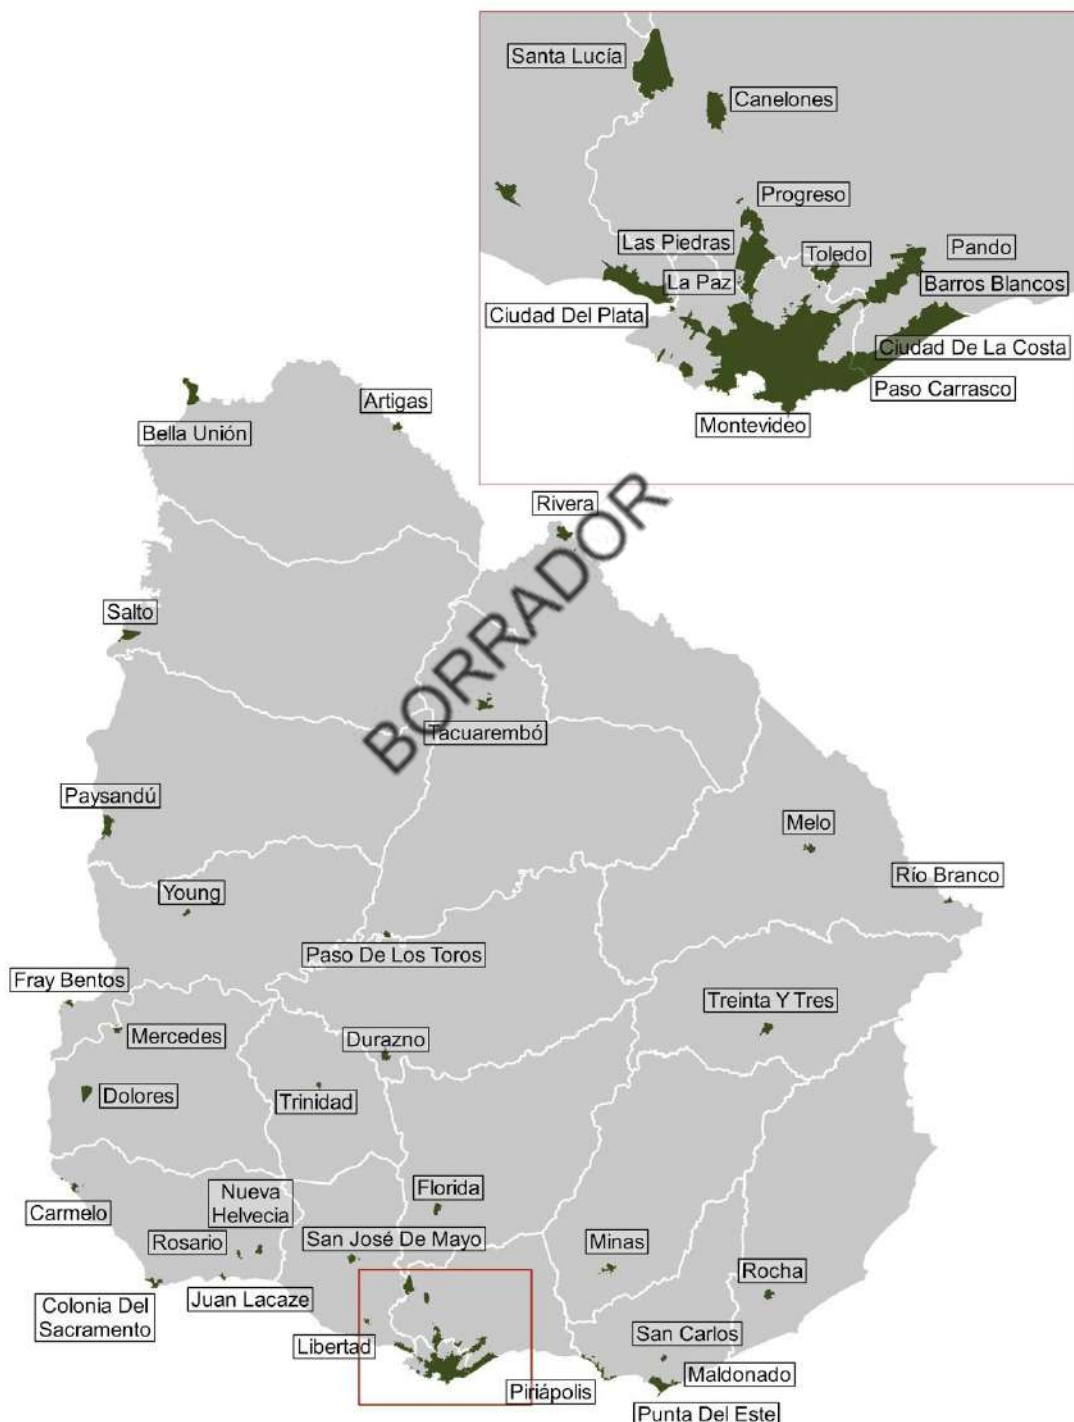 Santa Lucía
Canelones
Progreso
Las Piedras
Toledo
Pando
La Paz
Barros Blancos
Ciudad Del Plata
Ciudad De La Costa
Paso Carrasco
Montevideo
Artigas
Bella Unión
Rivera
BORRADOR
Salto
Tacuarembó
Paysandú
Melo
Río Branco
Young
Paso De Los Toros
Fray Bentos
Treinta Y Tres
Mercedes
Durazno
Dolores
Trinidad
Carmelo
Nueva
Helvecia
Florida
Rosario
San José De Mayo
Minas
Rocha
Colonia Del
Sacramento
Juan Lacaze
Libertad
San Carlos
Maldonado
Piriápolis
Punta Del Este